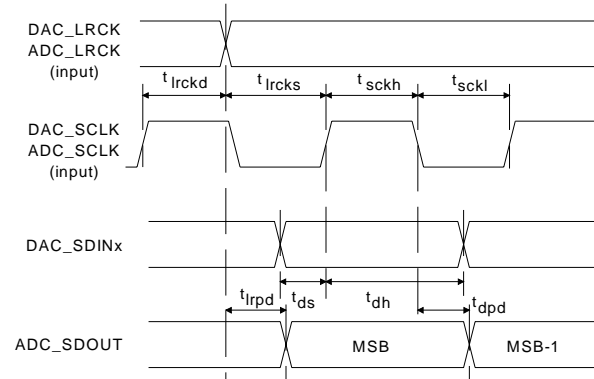 DAC_LRCK
ADC_LRCK
(input)
t lrckd
t lrcks
t sckh
t sckl
DAC_SCLK
ADC_SCLK
(input)
DAC_SDINx
t lrpd
t ds
t dh
t dpd
ADC_SDOUT
MSB
MSB-1